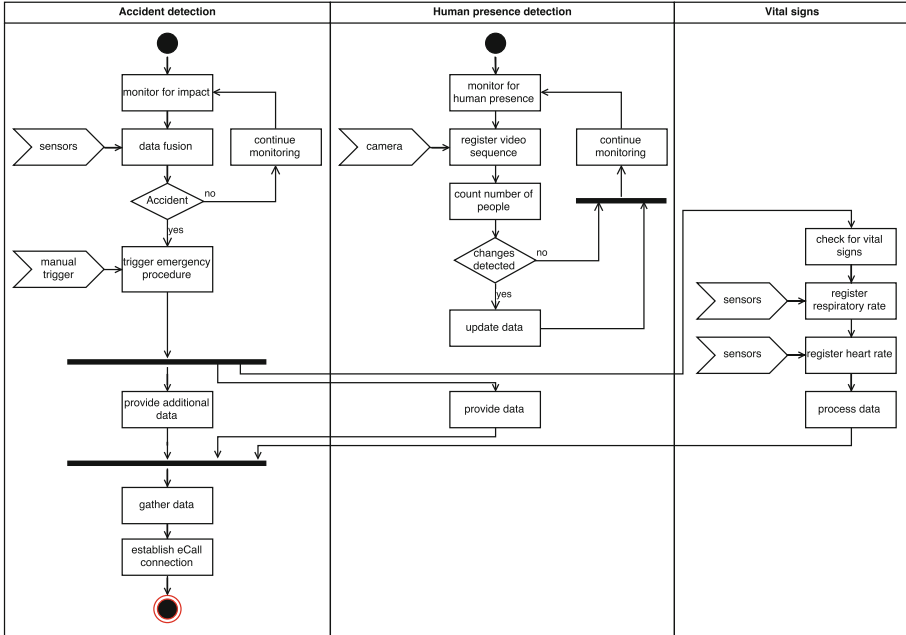 Accident detection
Human presence detection
Vital signs
monitor for impact
sensors
data fusion
continue
monitoring
Accident
no
yes
manual
trigger
trigger emergency
procedure
provide additional
data
gather data
establish eCall
connection
monitor for
human presence
camera
register video
sequence
continue
monitoring
count number of
people
changes
detected
no
yes
update data
provide data
check for vital
signs
sensors
register
respiratory rate
sensors
register heart rate
process data